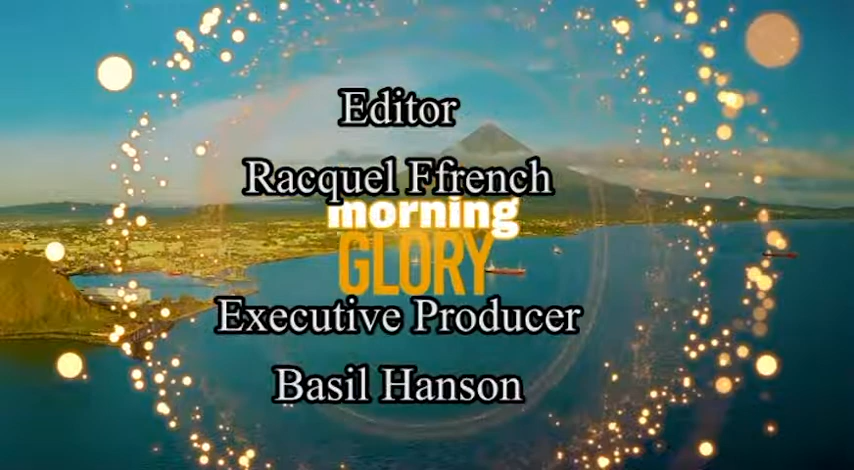 Editor
Racquel Ffrench
morning
GLORY
Executive Producer
Basil Hanson